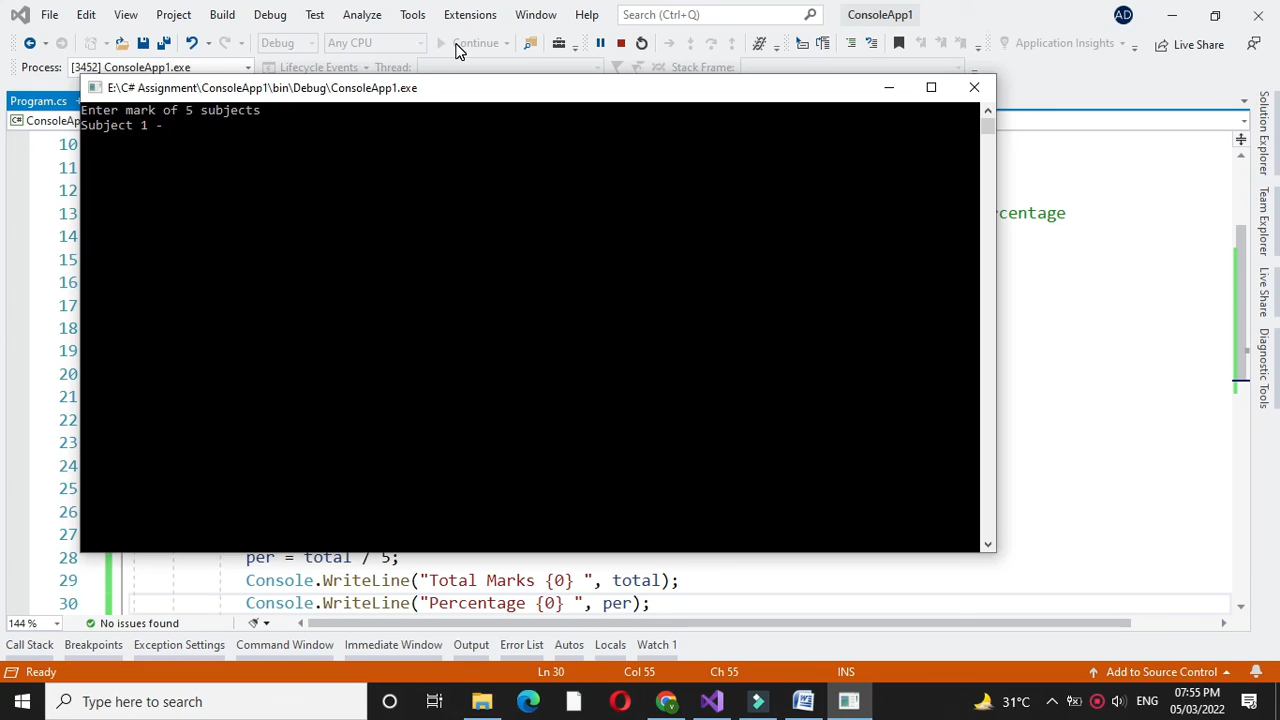 File Edit View Project Build Debug Test Analyze Tools Extensions Window Help Search (Ctrl+Q) ConsoleApp1 AD
Debug Any CPU Continue Application Insights Live Share
Process: [3452] ConsoleApp1.exe Lifecycle Events Thread: Stack Frame:
E:\C# Assignment\ConsoleApp1\bin\Debug\ConsoleApp1.exe
Program.cs
C# ConsoleAp
Enter mark of 5 subjects
Subject 1 -
10
11
12
13 rcentage
14
15
16
17
18
19
20
21
22
23
24
25
26
27
28 per = total / 5;
29 Console.WriteLine("Total Marks {0} ", total);
30 Console.WriteLine("Percentage {0} ", per);
Solution Explorer
Team Explorer
Live Share
Diagnostic Tools
144 % No issues found
Call Stack Breakpoints Exception Settings Command Window Immediate Window Output Error List Autos Locals Watch 1
Ready Ln 30 Col 55 Ch 55 INS Add to Source Control
Type here to search 31°C ENG 07:55 PM
05/03/2022